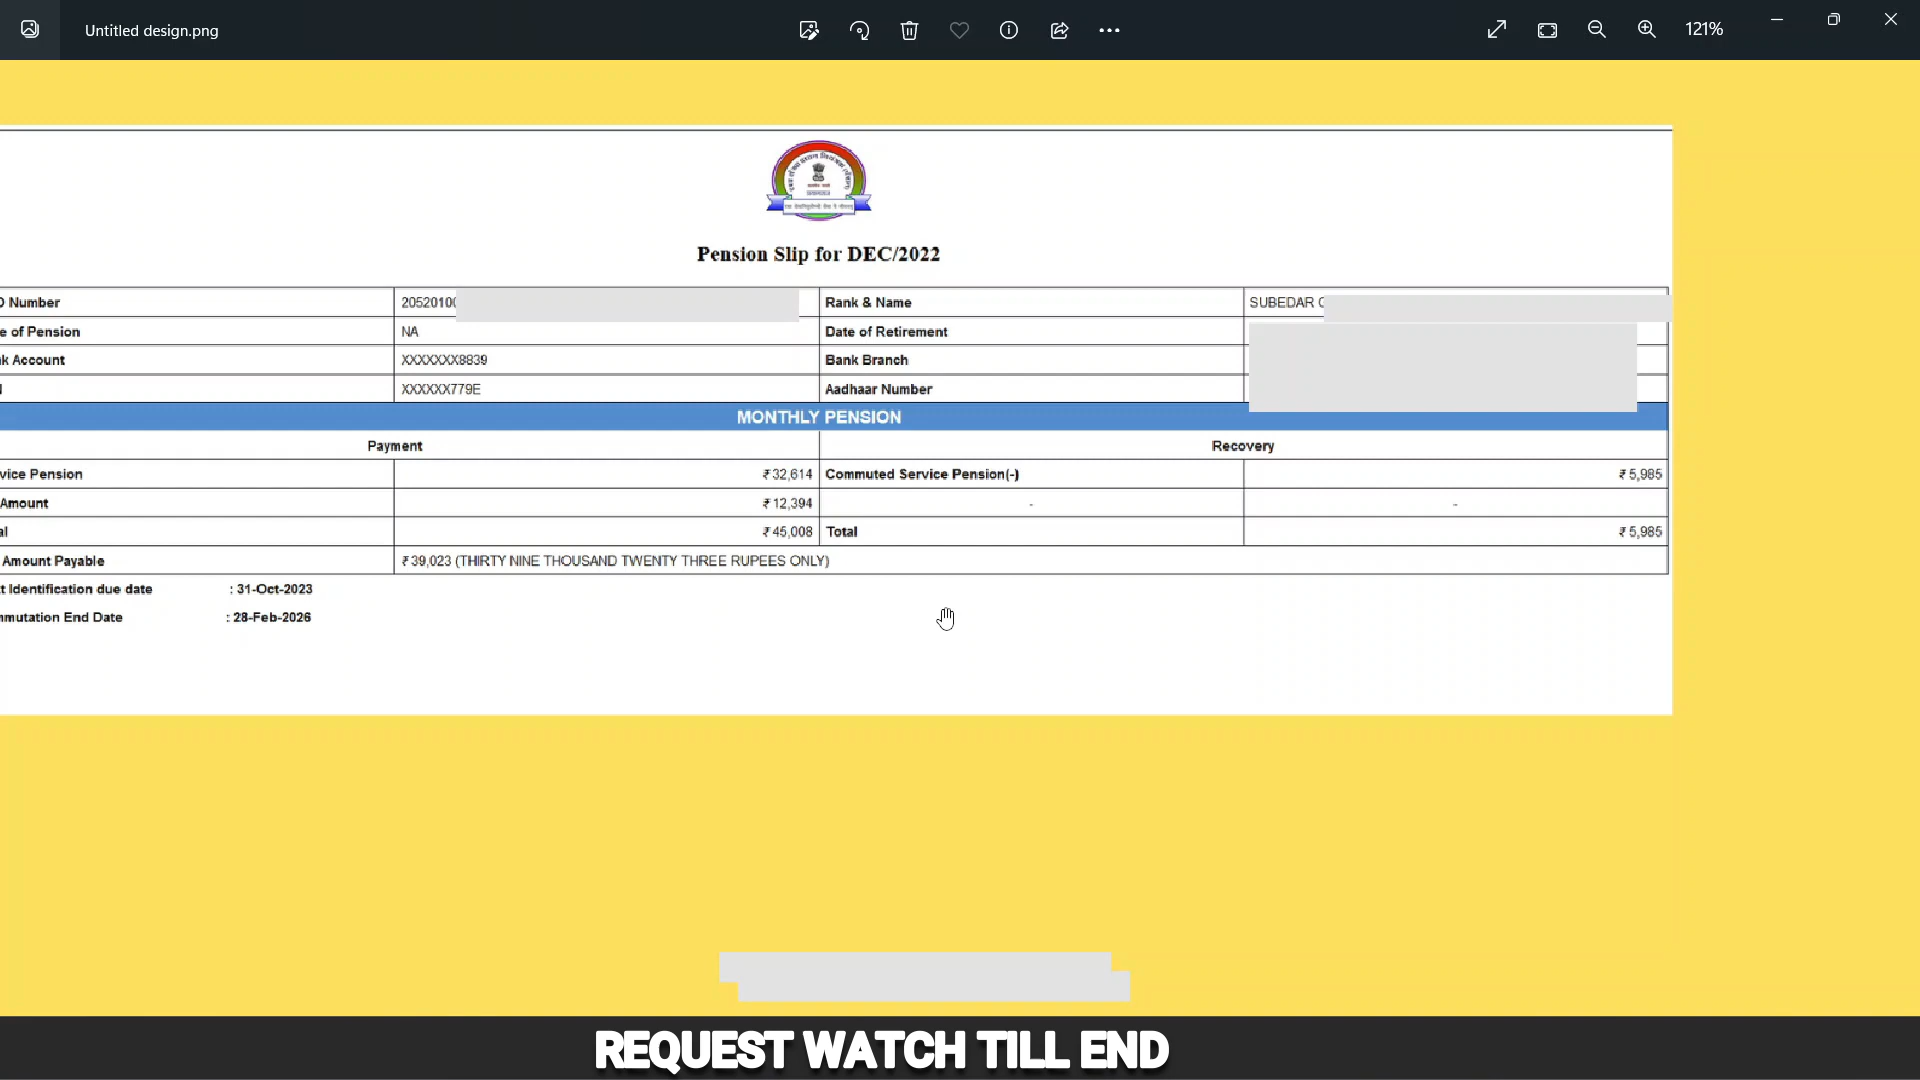 Untitled design.png
121%
Pension Slip for DEC/2022
Number 2052010 Rank & Name SUBEDAR
e of Pension NA Date of Retirement
k Account XXXXXXX8839 Bank Branch
XXXXXX779E Aadhaar Number
MONTHLY PENSION
Payment Recovery
vice Pension ₹32,614 Commuted Service Pension(-) ₹5,985
Amount ₹12,394 - -
al ₹45,008 Total ₹5,985
Amount Payable ₹39,023 (THIRTY NINE THOUSAND TWENTY THREE RUPEES ONLY)
t Identification due date : 31-Oct-2023
mmutation End Date : 28-Feb-2026
REQUEST WATCH TILL END